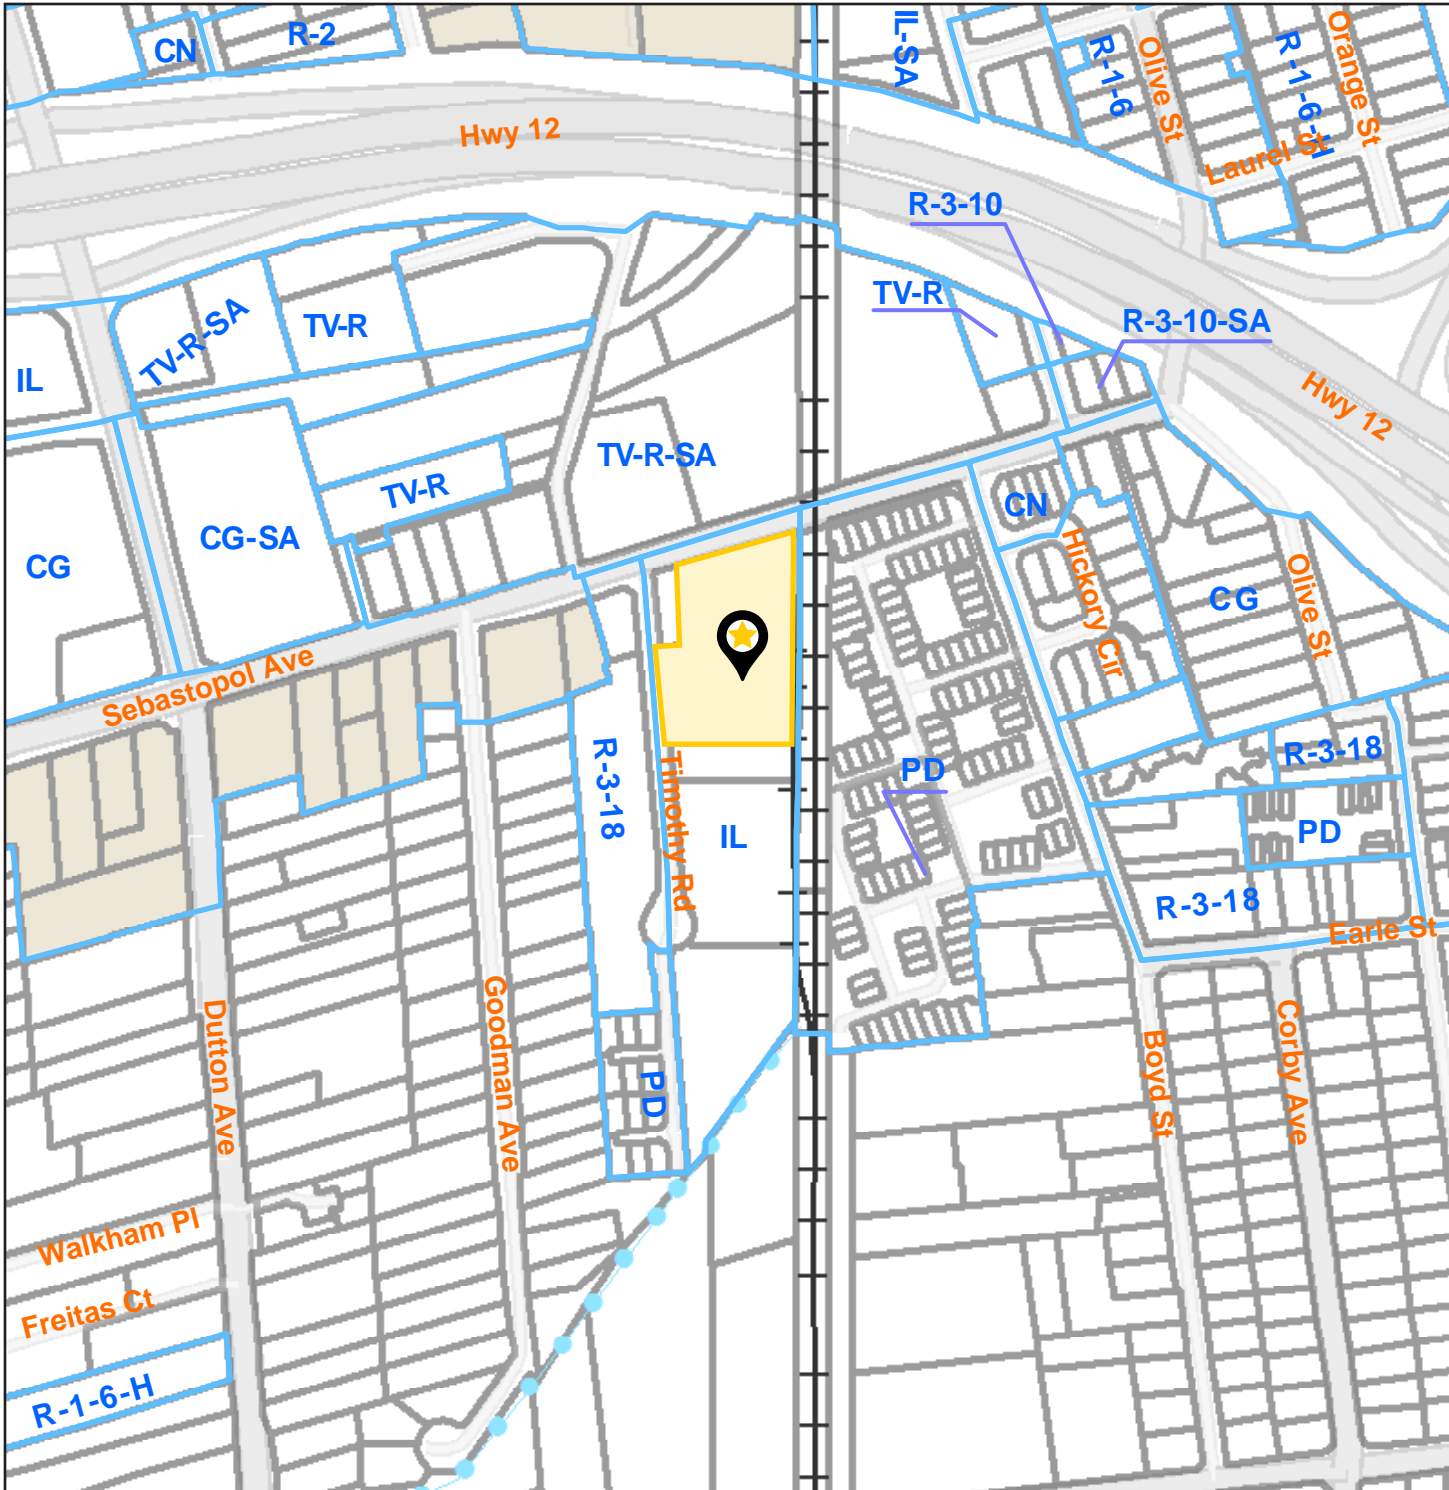 CN
R-2
IL-SA
R-1-6
Olive St
R-1-6-H
Orange St
Hwy 12
Laurel St
R-3-10
TV-R
R-3-10-SA
TV-R-SA
TV-R
IL
Hwy 12
TV-R-SA
TV-R
CN
CG-SA
CG
Hickory Cir
CG
Olive St
Sebastopol Ave
R-3-18
Timothy Rd
PD
R-3-18
IL
PD
R-3-18
Earle St
Dutton Ave
Goodman Ave
PD
Boyd St
Corby Ave
Walkham Pl
Freitas Ct
R-1-6-H